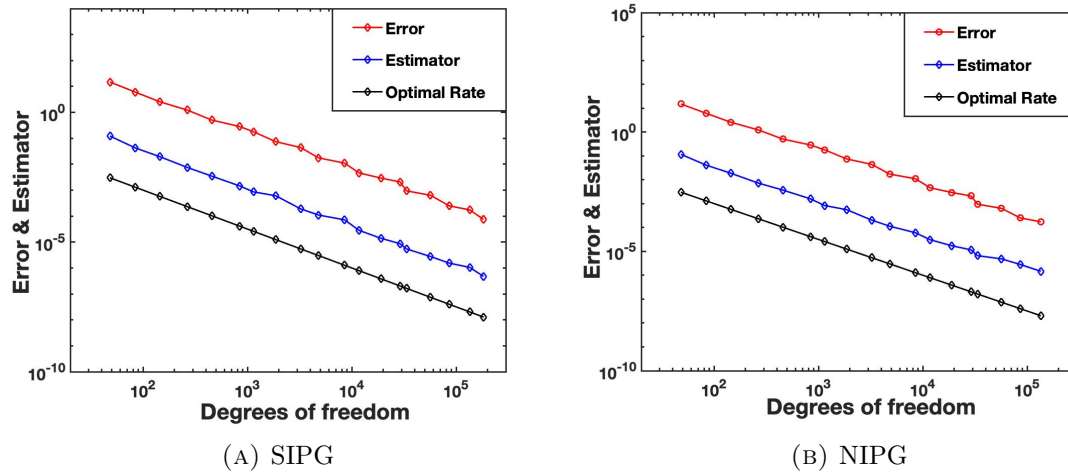 Error
Estimator
Optimal Rate
10^0
10^-5
10^-10
Error & Estimator
10^2
10^3
10^4
10^5
Degrees of freedom
(A) SIPG
10^5
Error
Estimator
Optimal Rate
10^0
10^-5
10^-10
Error & Estimator
10^2
10^3
10^4
10^5
Degrees of freedom
(B) NIPG